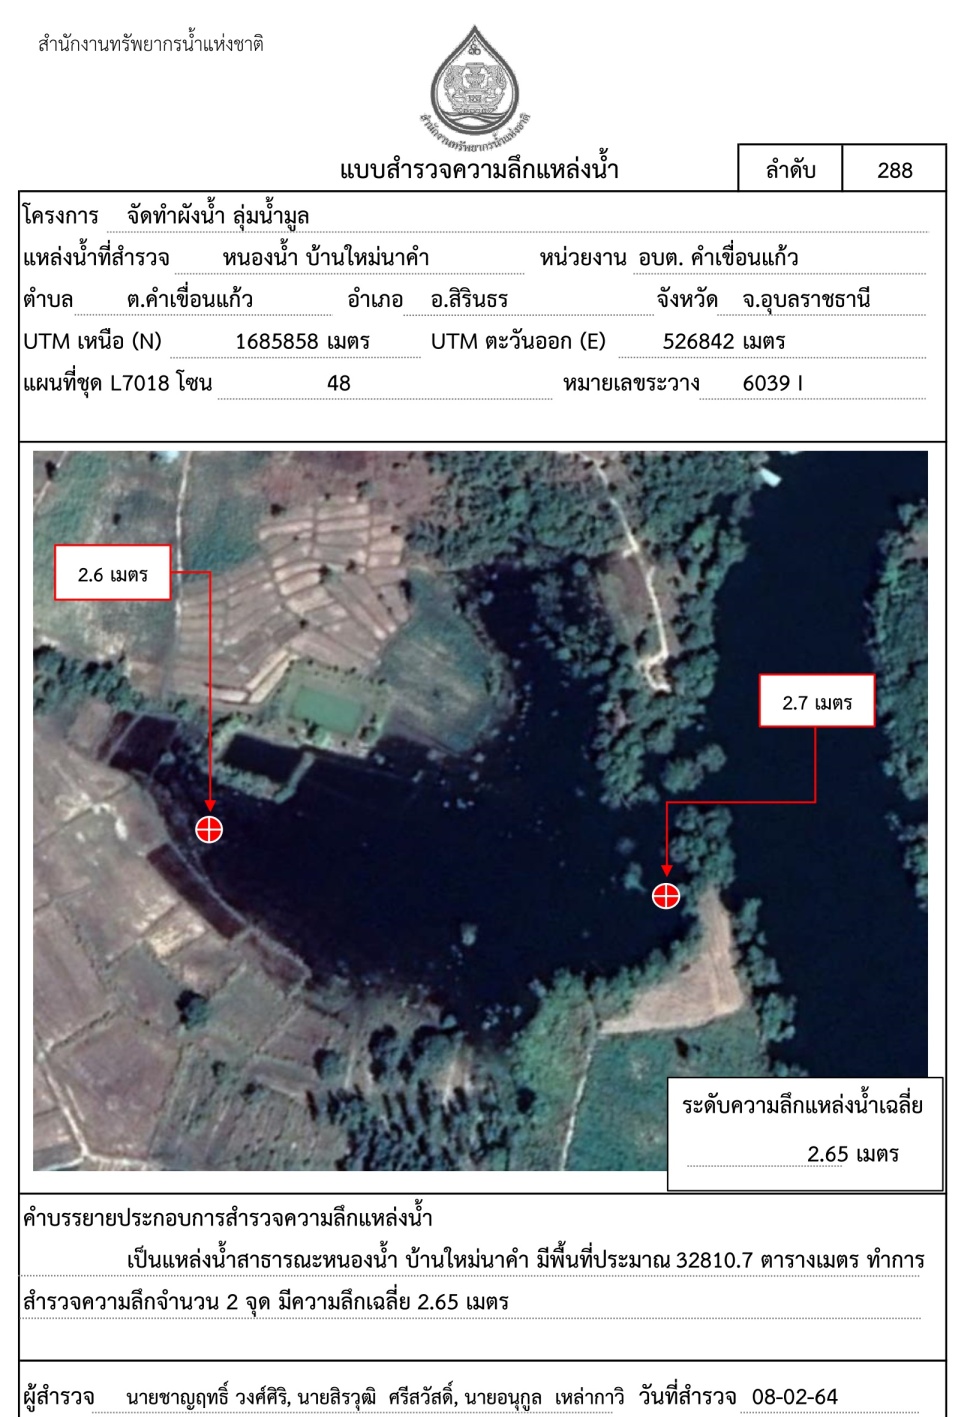 สำนักงานทรัพยากรน้ำแห่งชาติ
สำนักงานทรัพยากรน้ำแห่งชาติ
แบบสำรวจความลึกแหล่งน้ำ
ลำดับ 288
โครงการ จัดทำผังน้ำ ลุ่มน้ำมูล
แหล่งน้ำที่สำรวจ หนองน้ำ บ้านใหม่นาคำ หน่วยงาน อบต. คำเขื่อนแก้ว
ตำบล ต.คำเขื่อนแก้ว อำเภอ อ.สิรินธร จังหวัด จ.อุบลราชธานี
UTM เหนือ (N) 1685858 เมตร UTM ตะวันออก (E) 526842 เมตร
แผนที่ชุด L7018 โซน 48 หมายเลขระวาง 6039 I
2.6 เมตร
2.7 เมตร
ระดับความลึกแหล่งน้ำเฉลี่ย
2.65 เมตร
คำบรรยายประกอบการสำรวจความลึกแหล่งน้ำ
เป็นแหล่งน้ำสาธารณะหนองน้ำ บ้านใหม่นาคำ มีพื้นที่ประมาณ 32810.7 ตารางเมตร ทำการ
สำรวจความลึกจำนวน 2 จุด มีความลึกเฉลี่ย 2.65 เมตร
ผู้สำรวจ นายชาญฤทธิ์ วงศ์ศิริ, นายสิรวุฒิ ศรีสวัสดิ์, นายอนุกูล เหล่ากาวิ วันที่สำรวจ 08-02-64